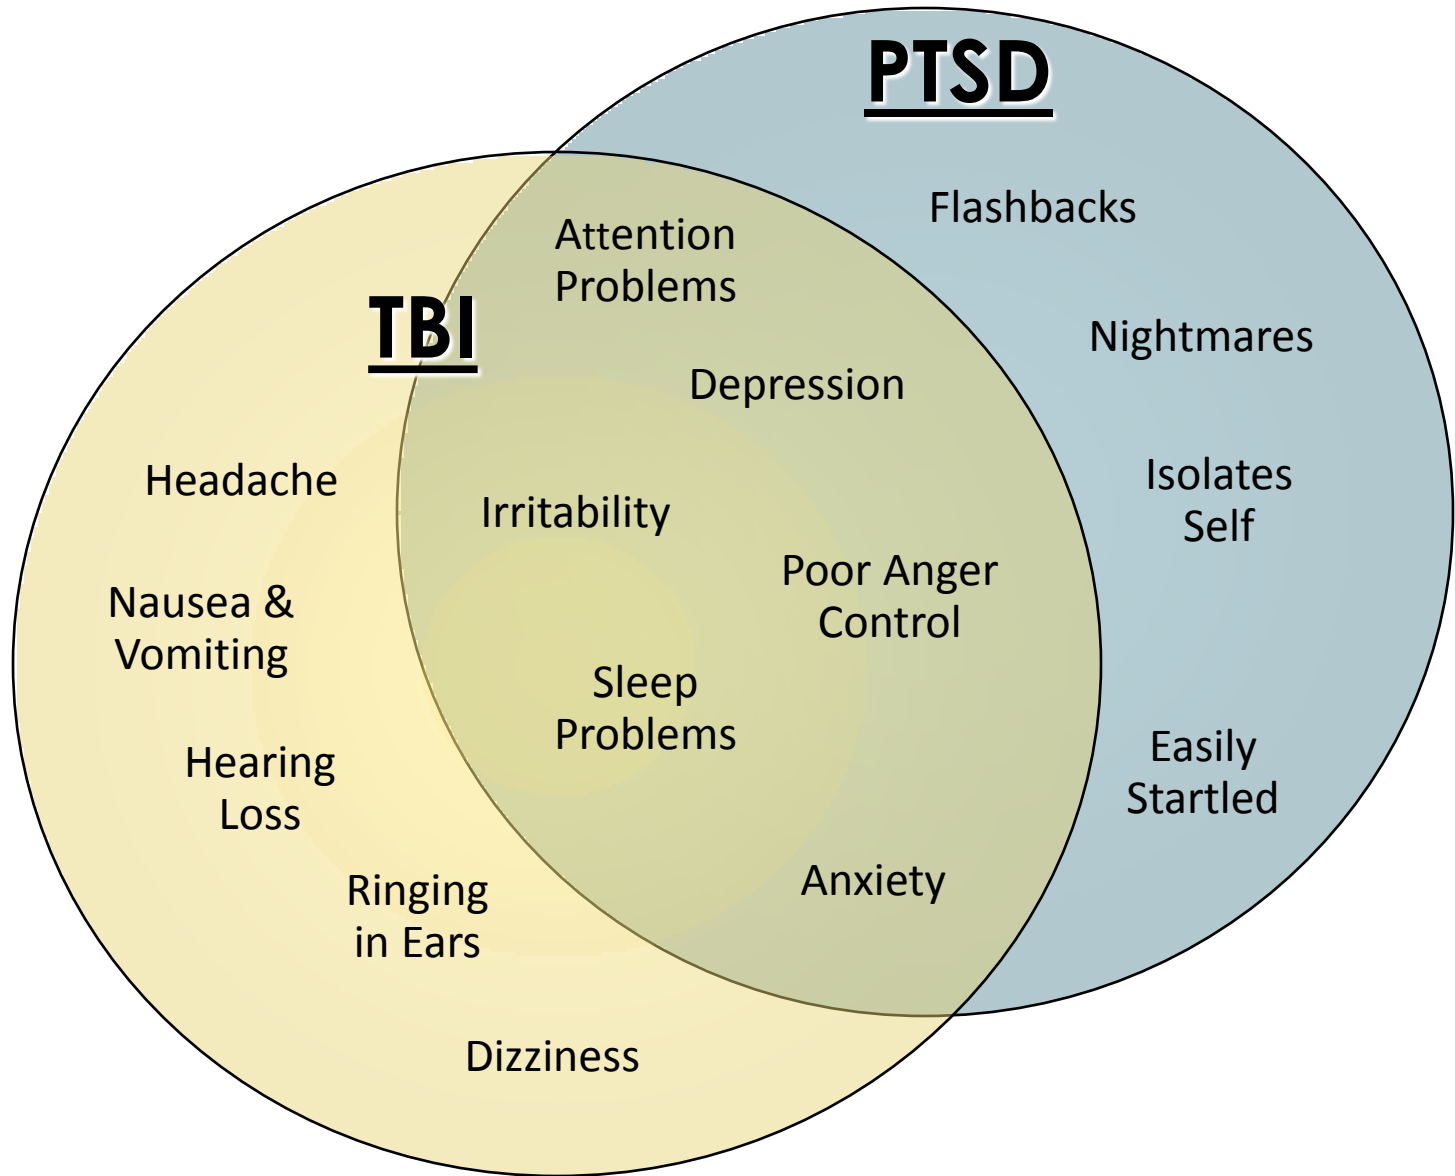 PTSD
Flashbacks
Attention
Problems
TBI
Nightmares
Depression
Headache
Irritability
Isolates
Self
Poor Anger
Control
Nausea &
Vomiting
Sleep
Problems
Hearing
Loss
Easily
Startled
Ringing
in Ears
Anxiety
Dizziness